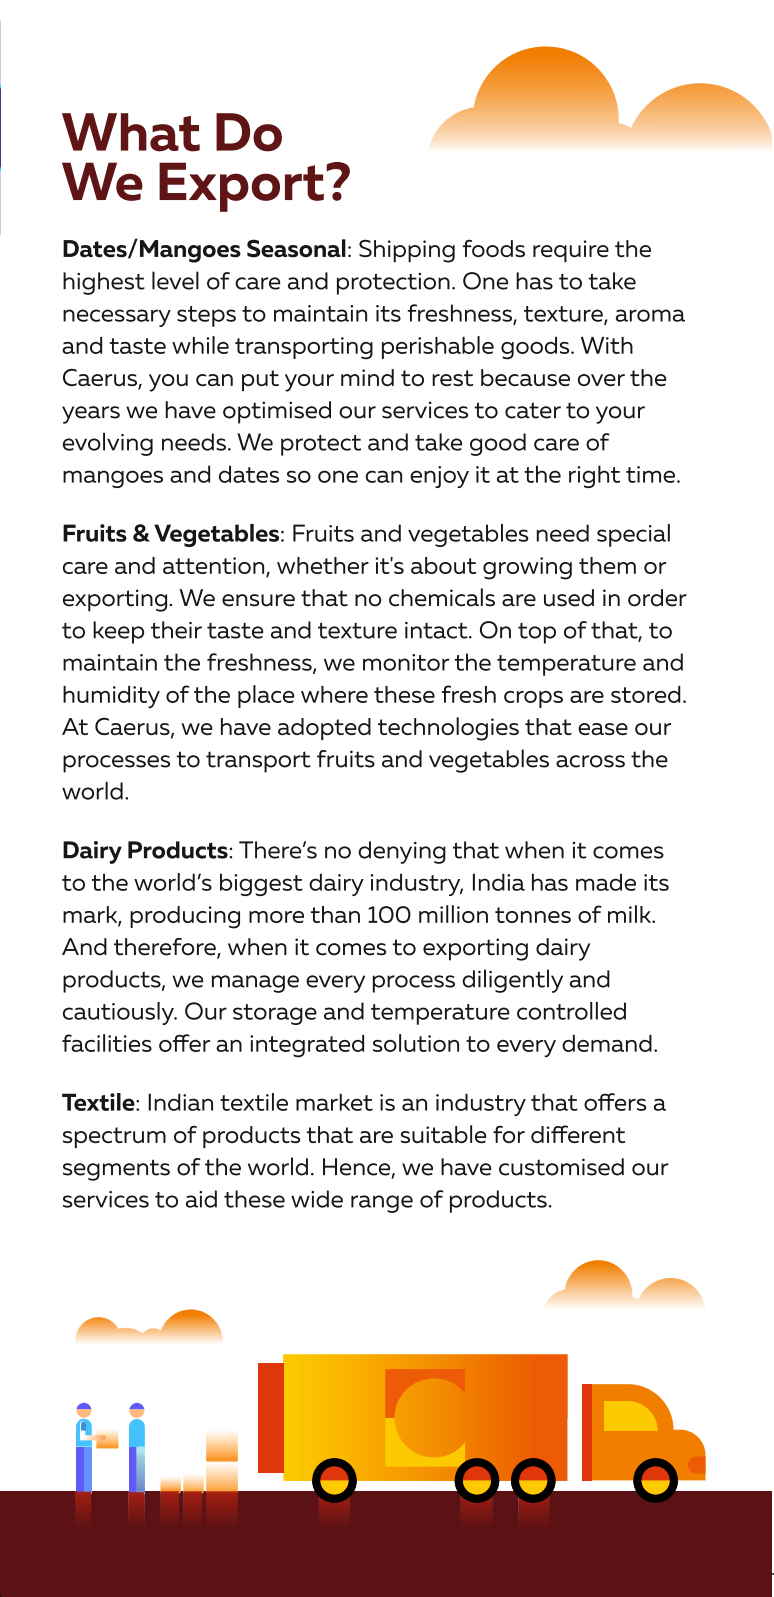 What Do
We Export?
Dates/Mangoes Seasonal: Shipping foods require the
highest level of care and protection. One has to take
necessary steps to maintain its freshness, texture, aroma
and taste while transporting perishable goods. With
Caerus, you can put your mind to rest because over the
years we have optimised our services to cater to your
evolving needs. We protect and take good care of
mangoes and dates so one can enjoy it at the right time.
Fruits & Vegetables: Fruits and vegetables need special
care and attention, whether it's about growing them or
exporting. We ensure that no chemicals are used in order
to keep their taste and texture intact. On top of that, to
maintain the freshness, we monitor the temperature and
humidity of the place where these fresh crops are stored.
At Caerus, we have adopted technologies that ease our
processes to transport fruits and vegetables across the
world.
Dairy Products: There’s no denying that when it comes
to the world’s biggest dairy industry, India has made its
mark, producing more than 100 million tonnes of milk.
And therefore, when it comes to exporting dairy
products, we manage every process diligently and
cautiously. Our storage and temperature controlled
facilities offer an integrated solution to every demand.
Textile: Indian textile market is an industry that offers a
spectrum of products that are suitable for different
segments of the world. Hence, we have customised our
services to aid these wide range of products.